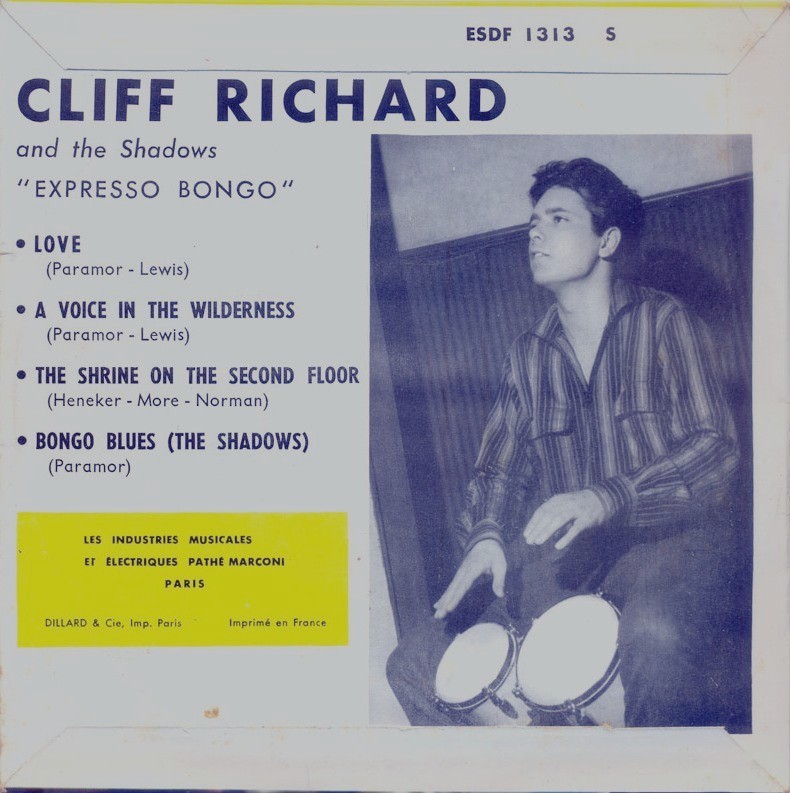 ESDF 1313 S
CLIFF RICHARD
and the Shadows
"EXPRESSO BONGO"
• LOVE
(Paramor - Lewis)
• A VOICE IN THE WILDERNESS
(Paramor - Lewis)
• THE SHRINE ON THE SECOND FLOOR
(Heneker - More - Norman)
• BONGO BLUES (THE SHADOWS)
(Paramor)
LES INDUSTRIES MUSICALES
ET ÉLECTRIQUES PATHÉ MARCONI
PARIS
DILLARD & Cie, Imp. Paris Imprimé en France